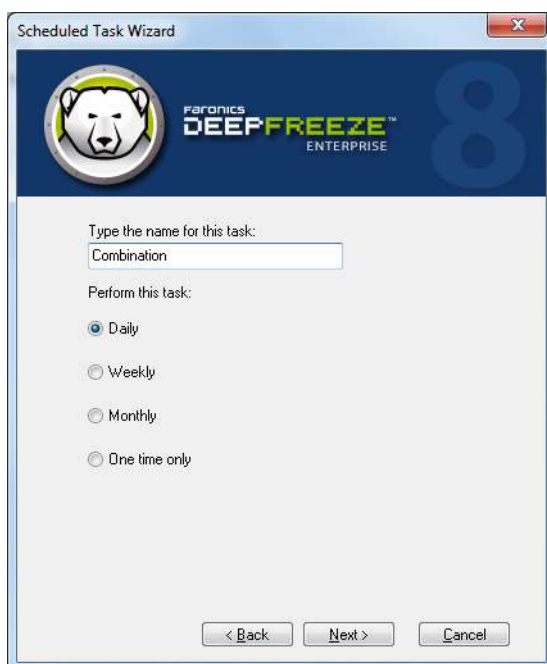 Scheduled Task Wizard
8
FARONICS
DEEPFREEZE™
ENTERPRISE
Type the name for this task:
Combination
Perform this task:
Daily
Weekly
Monthly
One time only
< Back
Next >
Cancel